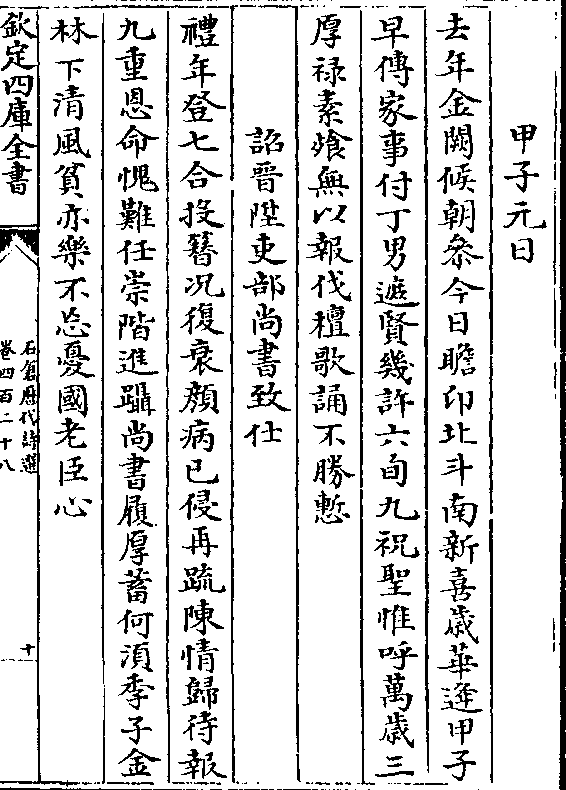 甲子元日
去年金闕候朝叅今日瞻卬北斗南新喜歳華逢甲子
早傳家事付丁男遮賢幾許六旬九祝聖惟呼萬歳三
厚禄素飱無以報伐檀歌誦不勝慙
詔晉陞吏部尚書致仕
禮年登七合投簮况復衰顔病已侵再䟽陳情歸待報
九重恩命愧難任崇階進躡尚書履厚蓄何須季子金
林下清風貧亦樂不忘憂國老臣心
欽定四庫全書
石倉歴代詩選
卷四百二十八
十